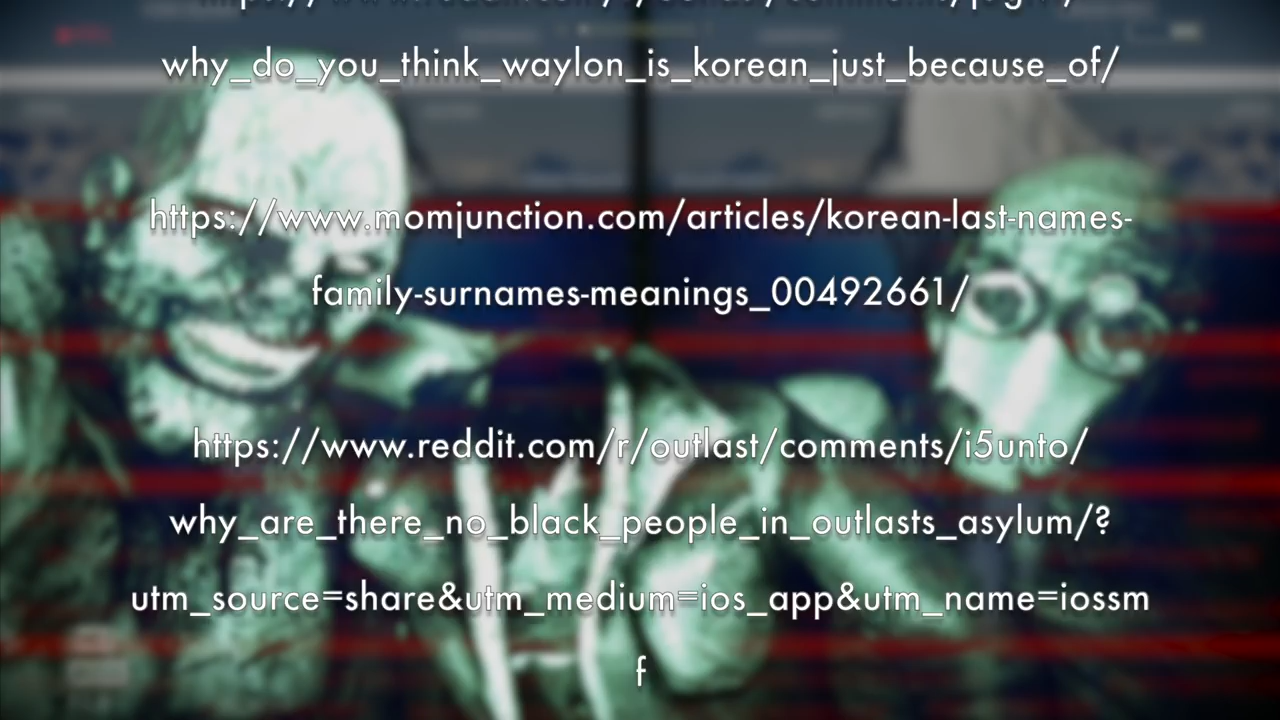 why_do_you_think_waylon_is_korean_just_because_of/
https://www.momjunction.com/articles/korean-last-names-
family-surnames-meanings_00492661/
https://www.reddit.com/r/outlast/comments/i5unto/
why_are_there_no_black_people_in_outlasts_asylum/?
utm_source=share&utm_medium=ios_app&utm_name=iossm
f